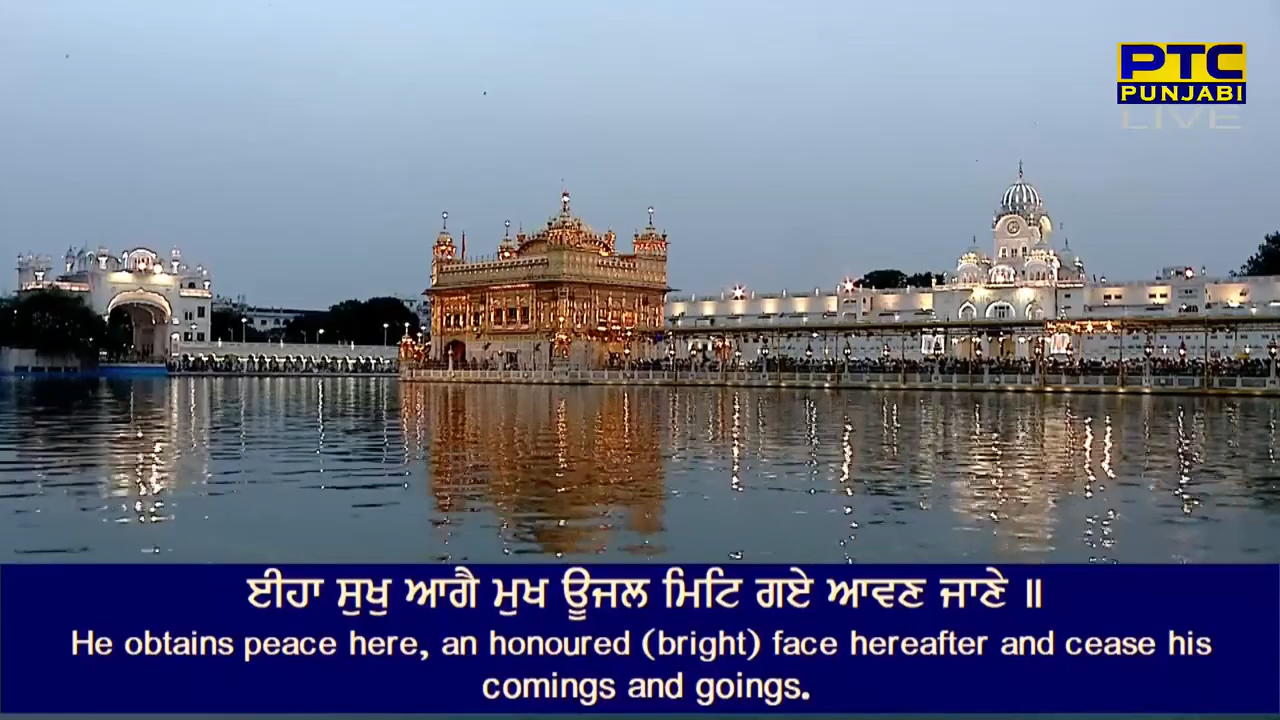 PTC
PUNJABI
LIVE
ਈਹਾ ਸੁਖੁ ਆਗੈ ਮੁਖ ਊਜਲ ਮਿਟਿ ਗਏ ਆਵਣ ਜਾਣੇ ॥
He obtains peace here, an honoured (bright) face hereafter and cease his
comings and goings.